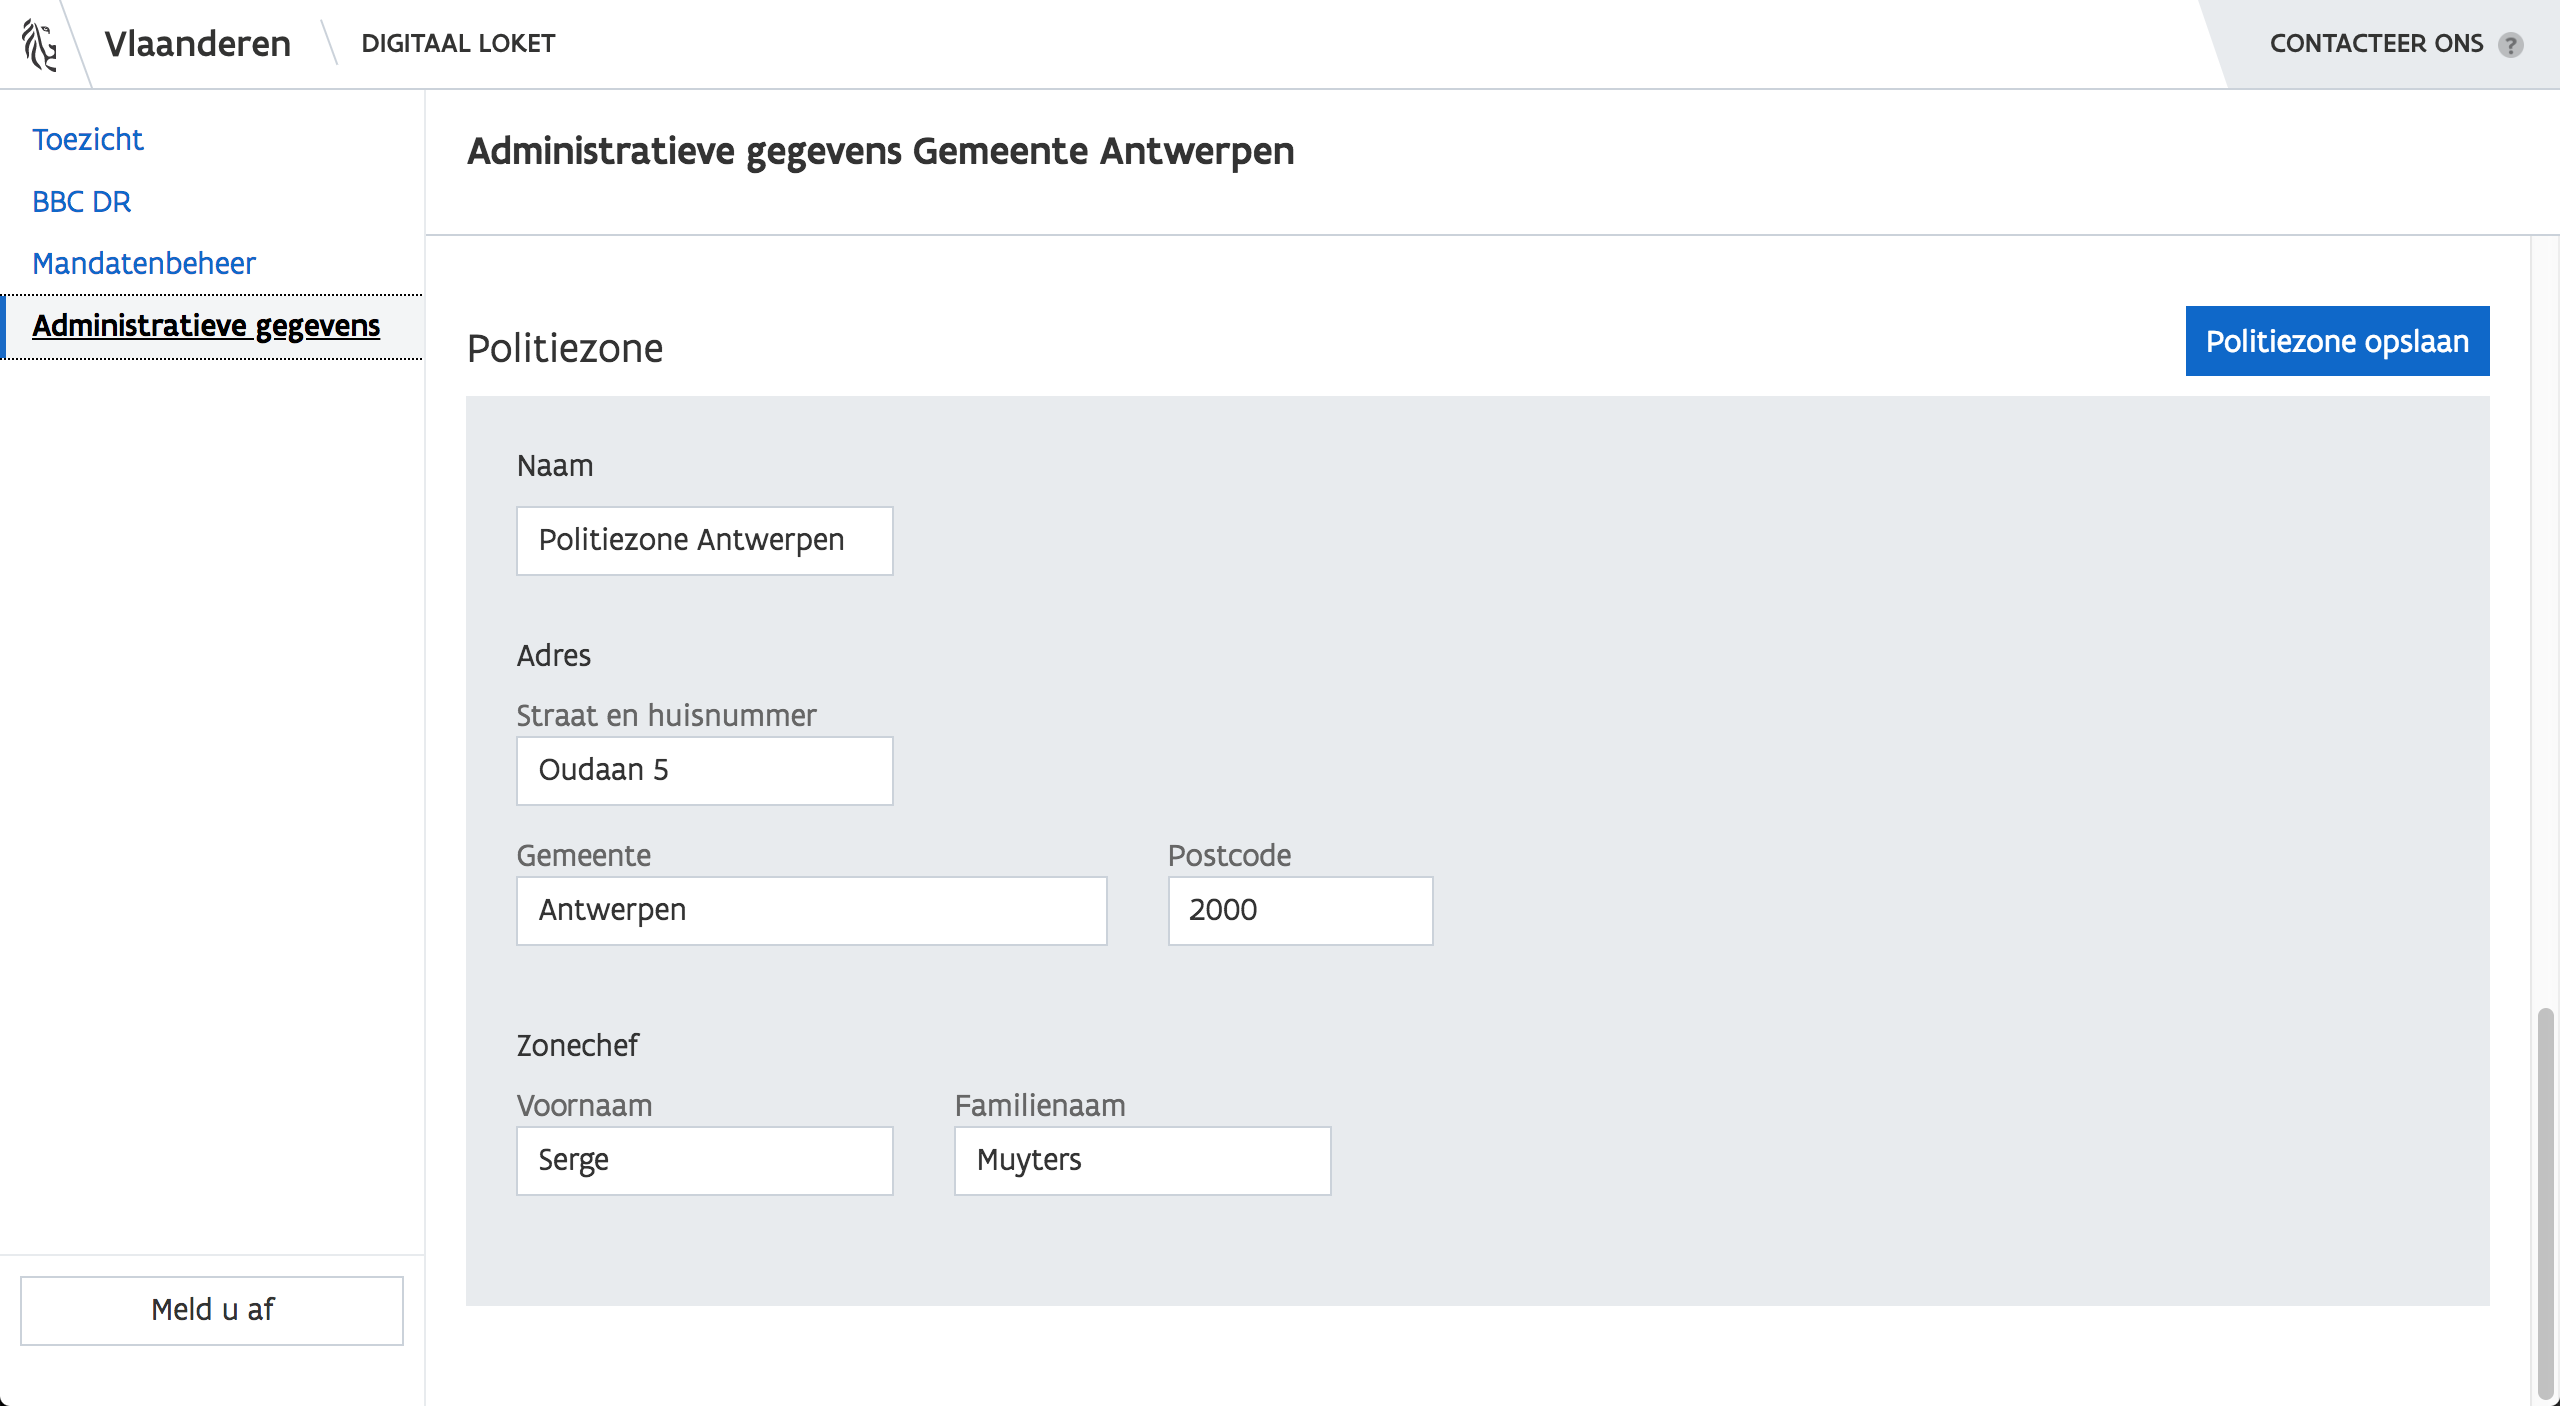 Vlaanderen
DIGITAAL LOKET
CONTACTEER ONS ?
Toezicht
BBC DR
Mandatenbeheer
Administratieve gegevens
Meld u af
Administratieve gegevens Gemeente Antwerpen
Politiezone
Politiezone opslaan
Naam
Politiezone Antwerpen
Adres
Straat en huisnummer
Oudaan 5
Gemeente Postcode
Antwerpen 2000
Zonechef
Voornaam Familienaam
Serge Muyters